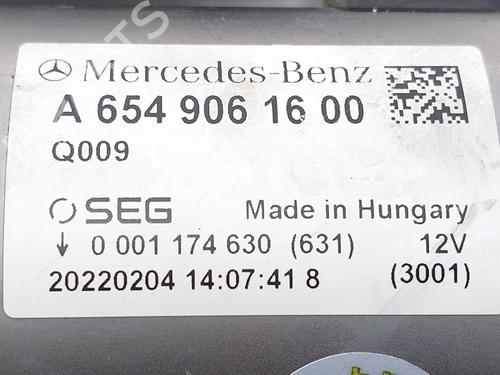 Mercedes-Benz
A 654 906 16 00
Q009
SEG Made in Hungary
↓ 0 001 174 630 (631) 12V
20220204 14:07:41 8 (3001)